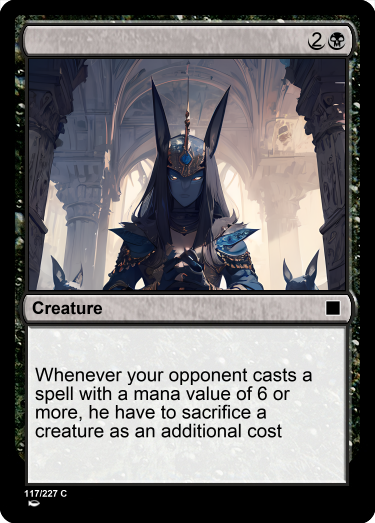 2
Creature
Whenever your opponent casts a
spell with a mana value of 6 or
more, he have to sacrifice a
creature as an additional cost
117/227 C